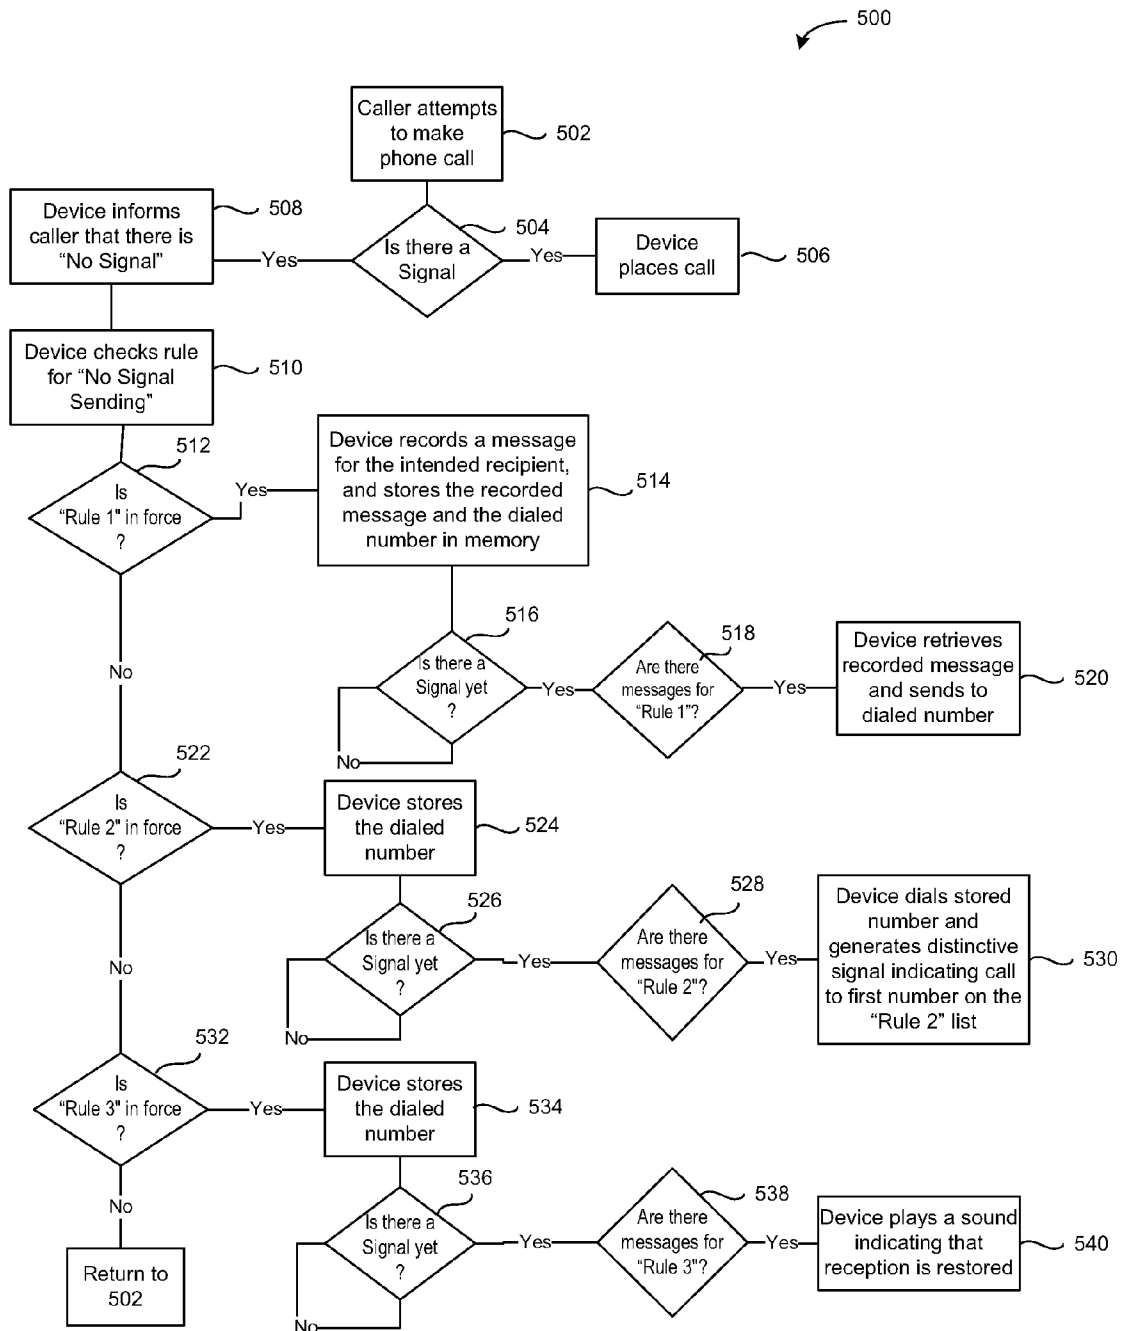 500
Caller attempts
to make
phone call
502
Device informs
caller that there is
“No Signal”
508
Yes
Is there a
Signal
504
Yes
Device
places call
506
Device checks rule
for “No Signal
Sending”
510
Is
“Rule 1" in force
?
512
Yes
Device records a message
for the intended recipient,
and stores the recorded
message and the dialed
number in memory
514
No
Is there a
Signal yet
?
516
No
Yes
Are there
messages for
“Rule 1”?
518
Yes
Device retrieves
recorded message
and sends to
dialed number
520
Is
“Rule 2" in force
?
522
Yes
Device stores
the dialed
number
524
No
Is there a
Signal yet
?
526
No
Yes
Are there
messages for
“Rule 2"?
528
Yes
Device dials stored
number and
generates distinctive
signal indicating call
to first number on the
“Rule 2” list
530
Is
“Rule 3" in force
?
532
Yes
Device stores
the dialed
number
534
No
Return to
502
Is there a
Signal yet
?
536
No
Yes
Are there
messages for
“Rule 3"?
538
Yes
Device plays a sound
indicating that
reception is restored
540